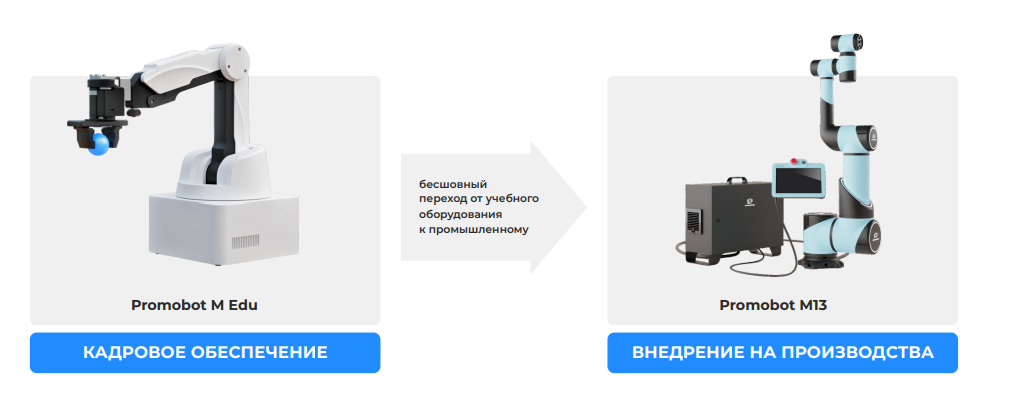 бесшовный
переход от учебного
оборудования
к промышленному
Promobot M Edu
Promobot M13
КАДРОВОЕ ОБЕСПЕЧЕНИЕ
ВНЕДРЕНИЕ НА ПРОИЗВОДСТВА